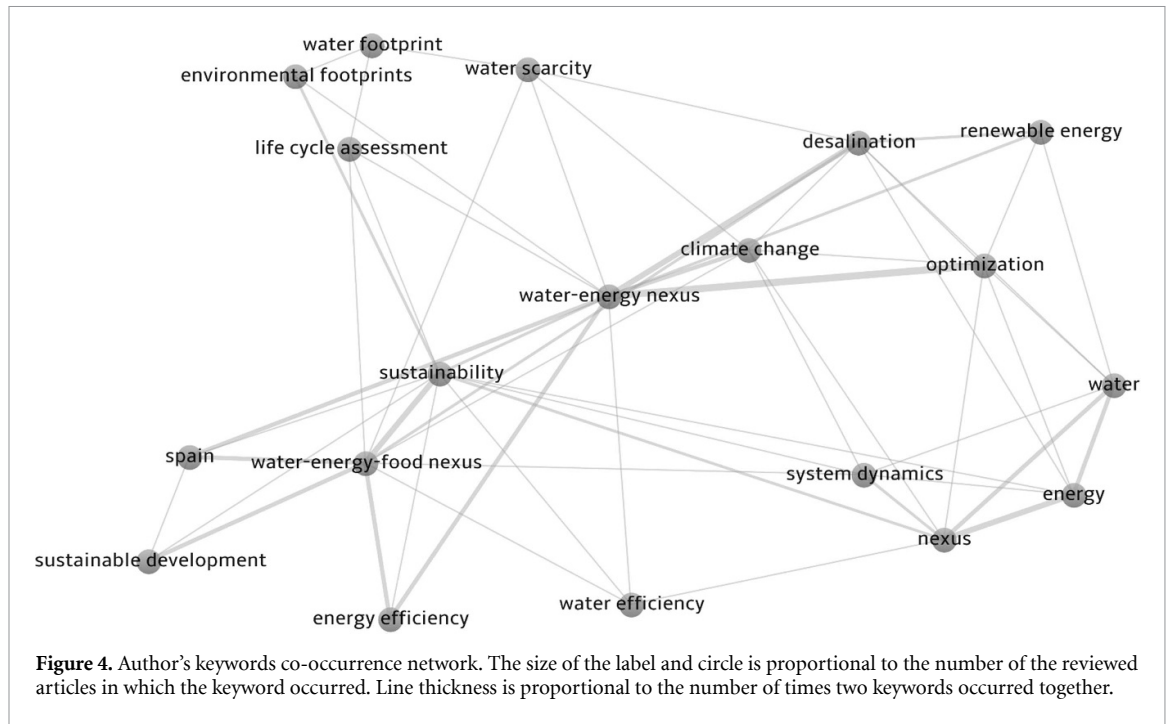 water footprint
environmental footprints
water scarcity
life cycle assessment
desalination
renewable energy
climate change
optimization
water-energy nexus
sustainability
water
spain
water-energy-food nexus
system dynamics
energy
nexus
sustainable development
energy efficiency
water efficiency
Figure 4. Author's keywords co-occurrence network. The size of the label and circle is proportional to the number of the reviewed
articles in which the keyword occurred. Line thickness is proportional to the number of times two keywords occurred together.